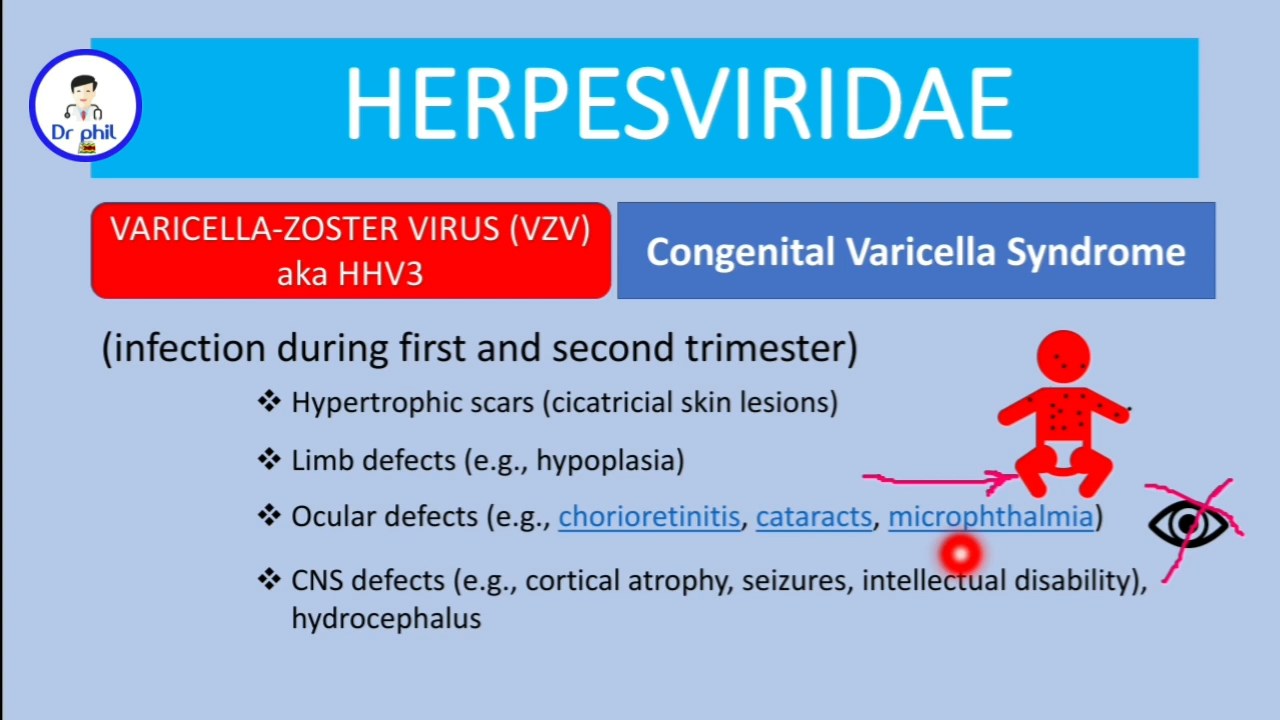 HERPESVIRIDAE
Dr phil
VARICELLA-ZOSTER VIRUS (VZV)
aka HHV3
Congenital Varicella Syndrome
(infection during first and second trimester)
❖ Hypertrophic scars (cicatricial skin lesions)
❖ Limb defects (e.g., hypoplasia)
❖ Ocular defects (e.g., chorioretinitis, cataracts, microphthalmia)
❖ CNS defects (e.g., cortical atrophy, seizures, intellectual disability),
hydrocephalus